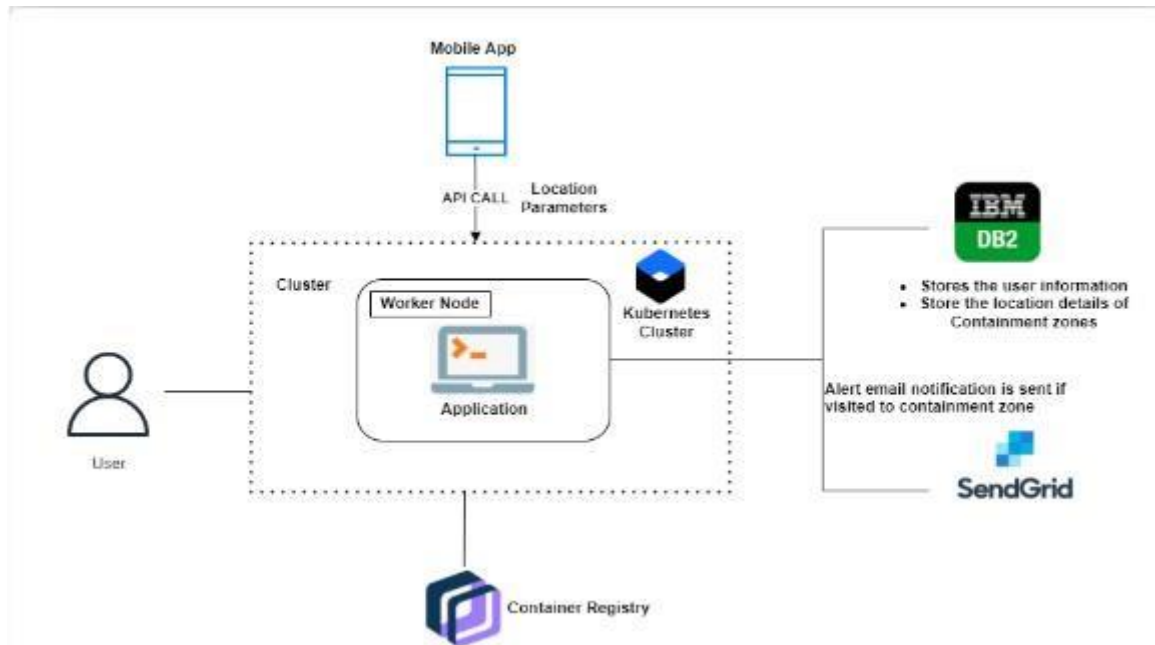 Mobile App
API CALL
Location
Parameters
Cluster
Worker Node
Application
Kubernetes
Cluster
User
Container Registry
IBM
DB2
• Stores the user information
• Store the location details of
Containment zones
Alert email notification is sent if
visited to containment zone
SendGrid